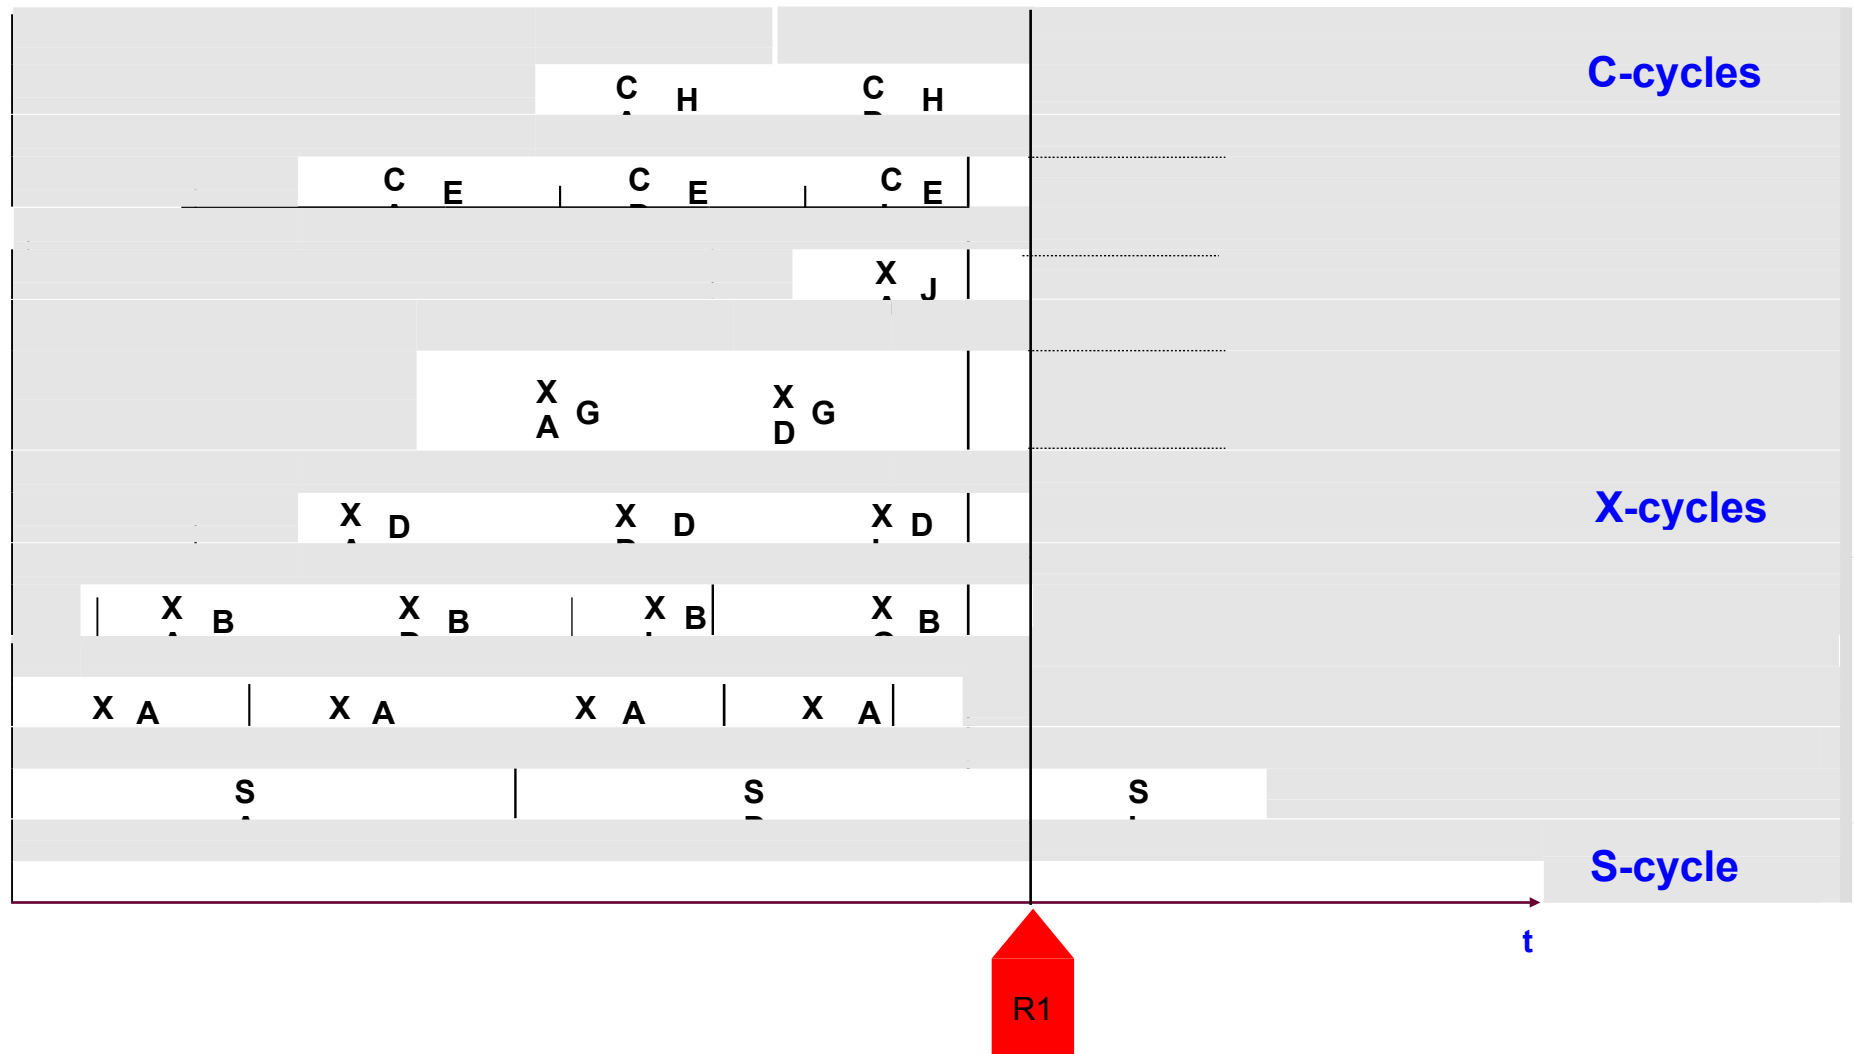 C-cycles
C H C H
C E C E C E
X J
X G X G
A D
X D X D X D
X-cycles
X B X B X B X B
X A X A X A X A
S S S
S-cycle
t
R1